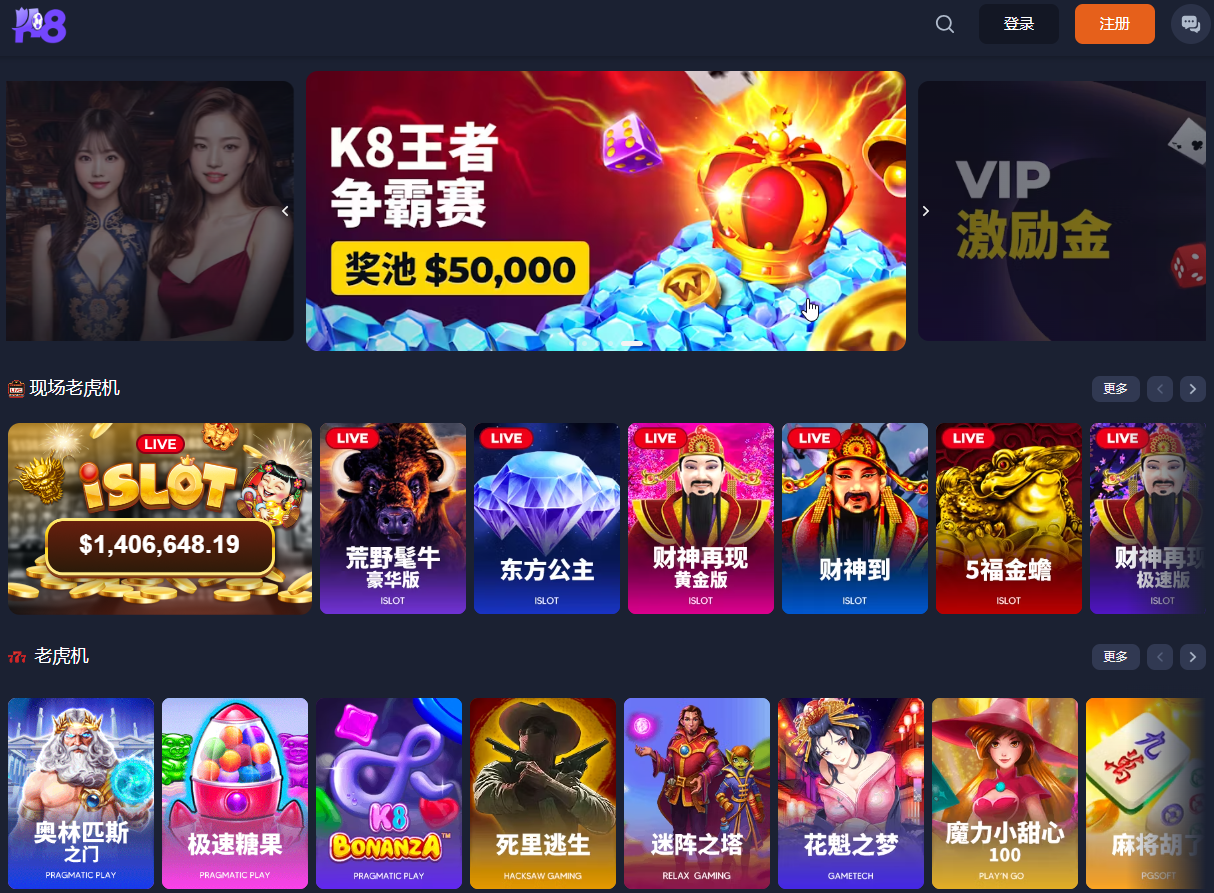 K8
登录
注册
K8王者
争霸赛
奖池 $50,000
VIP
激励金
现场老虎机
更多
LIVE
iSLOT
$1,406,648.19
LIVE
荒野髦牛
豪华版
ISLOT
LIVE
东方公主
ISLOT
LIVE
财神再现
黄金版
ISLOT
LIVE
财神到
ISLOT
LIVE
5福金蟾
ISLOT
LIVE
财神再现
极速版
ISLOT
777
老虎机
更多
奥林匹斯
之门
PRAGMATIC PLAY
极速糖果
PRAGMATIC PLAY
K8
BONANZA™
PRAGMATIC PLAY
死里逃生
HACKSAW GAMING
迷阵之塔
RELAX GAMING
花魁之梦
GAMETECH
魔力小甜心
100
PLAY'N GO
麻将胡了
PGSOFT